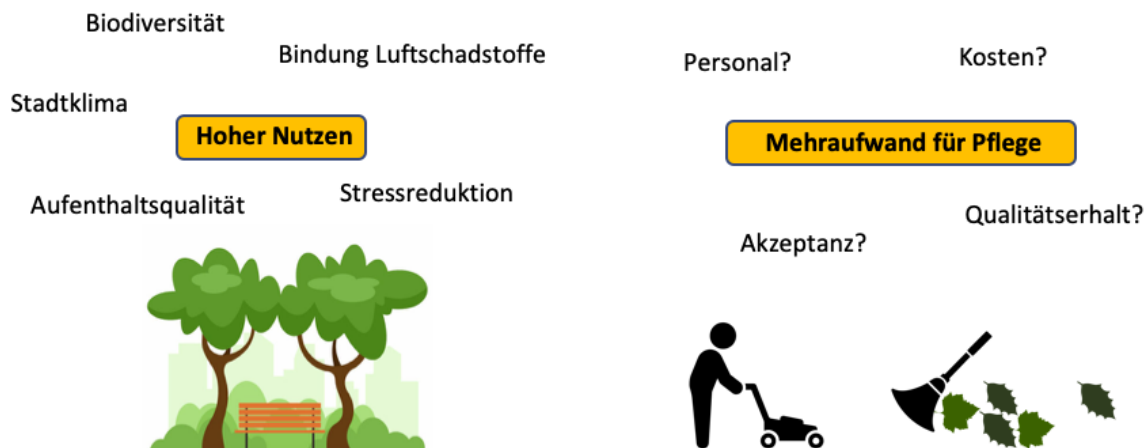 Biodiversität
Bindung Luftschadstoffe
Stadtklima
Hoher Nutzen
Aufenthaltsqualität
Stressreduktion
Personal?
Kosten?
Mehraufwand für Pflege
Qualitätserhalt?
Akzeptanz?